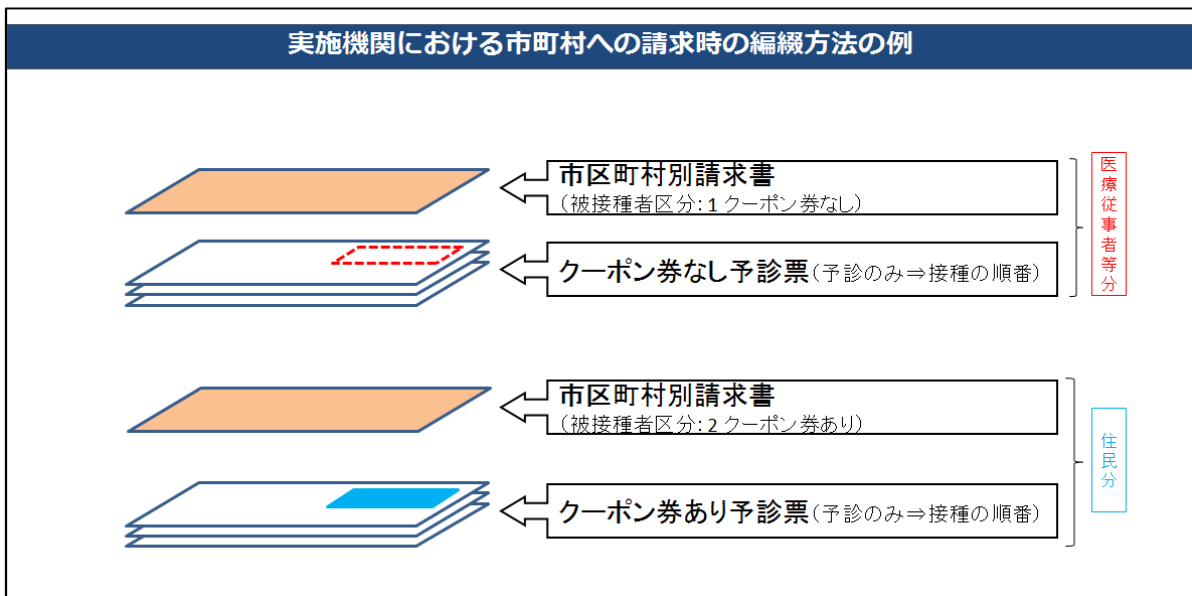 実施機関における市町村への請求時の編綴方法の例
市区町村別請求書
（被接種者区分：1 クーポン券なし）
クーポン券なし予診票（予診のみ⇒接種の順番）
医療従事者等分
市区町村別請求書
（被接種者区分：2 クーポン券あり）
クーポン券あり予診票（予診のみ⇒接種の順番）
住民分